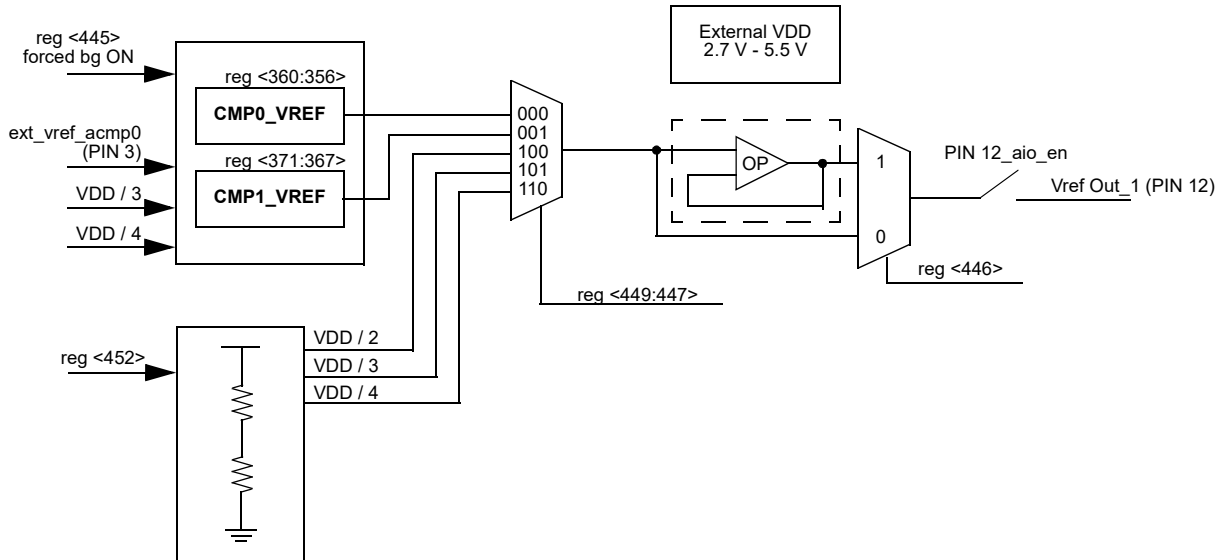 External VDD
2.7 V - 5.5 V
reg <445>
forced bg ON
reg <360:356>
CMP0_VREF
ext_vref_acmp0
(PIN 3)
reg <371:367>
CMP1_VREF
VDD / 3
VDD / 4
000
001
100
101
110
OP
1
0
PIN 12_aio_en
Vref Out_1 (PIN 12)
reg <446>
reg <449:447>
reg <452>
VDD / 2
VDD / 3
VDD / 4